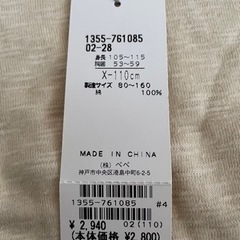 1355-761085
02-28
身長 105～115
胸囲 53～59
X-110cm
製造サイズ 80～160
綿 100%
MADE IN CHINA
(株)べべ
神戸市中央区港島中町6-2-5
1355-761085 #4
¥ 2,940 02(110)
(本体価格 ¥2,800)